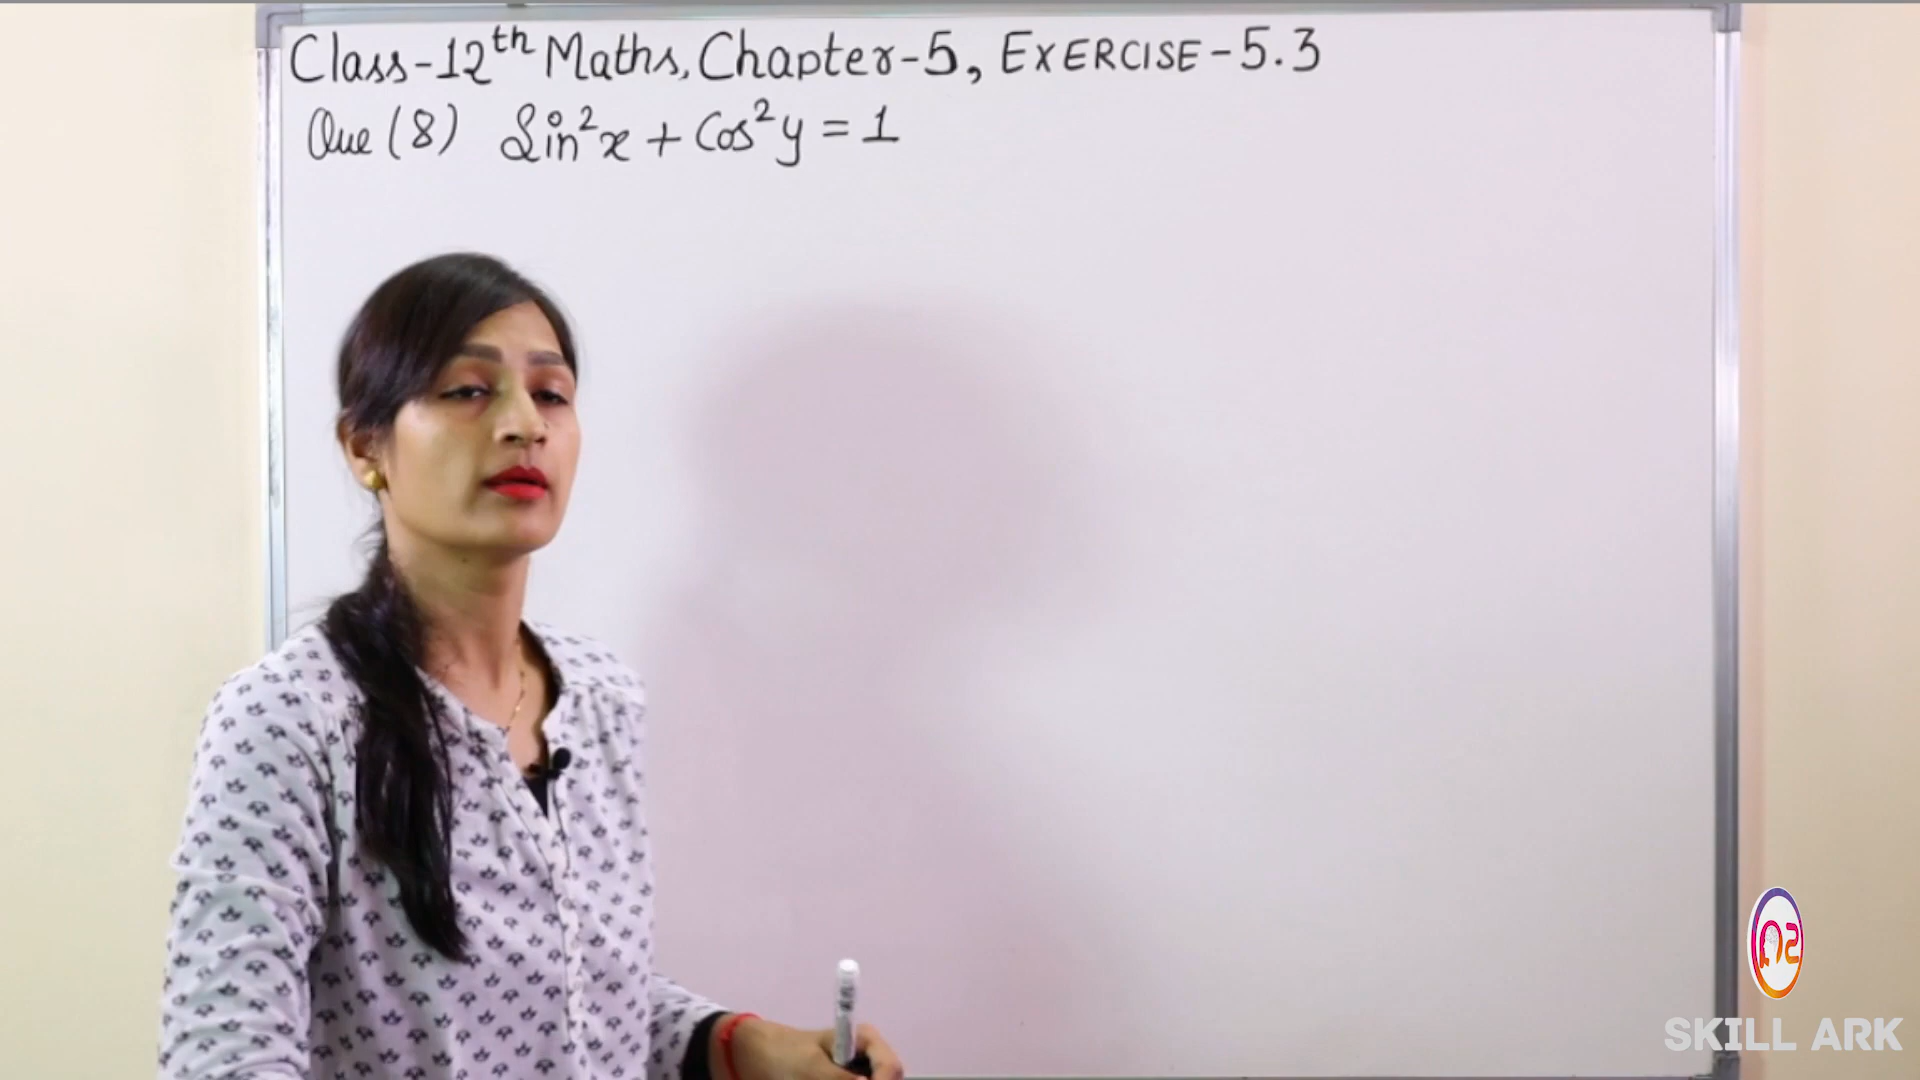 Class-12th Maths, Chapter-5, EXERCISE-5.3
Que (8) Sin²x + Cos²y = 1
SKILL ARK